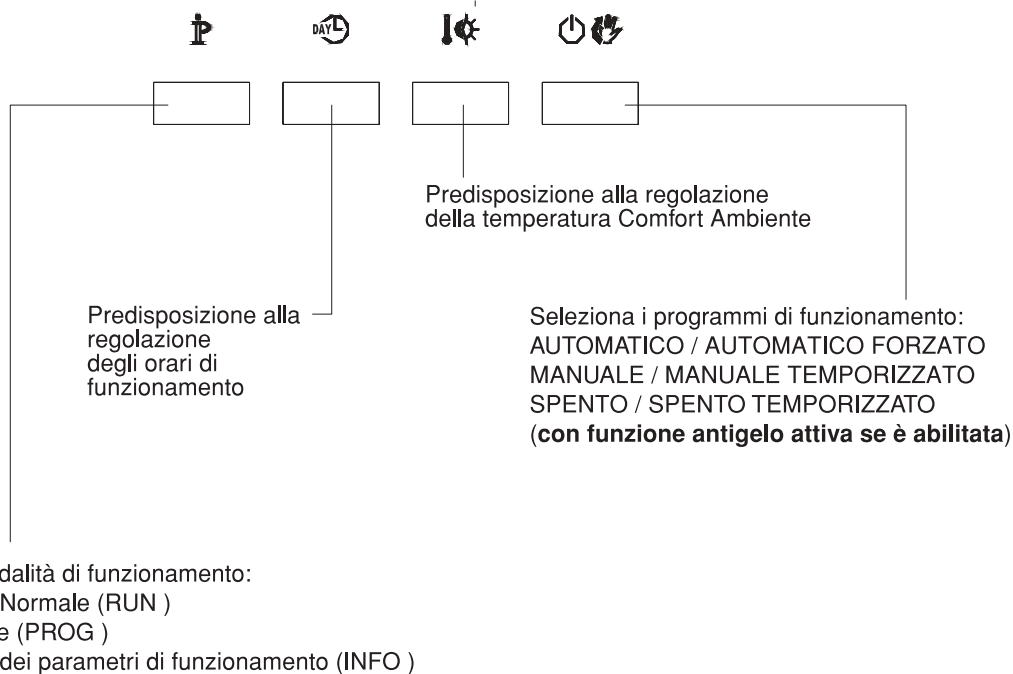 DAY
Predisposizione alla regolazione
della temperatura Comfort Ambiente
Predisposizione alla
regolazione
degli orari di
funzionamento
Seleziona i programmi di funzionamento:
AUTOMATICO / AUTOMATICO FORZATO
MANUALE / MANUALE TEMPORIZZATO
SPENTO / SPENTO TEMPORIZZATO
(con funzione antigelo attiva se è abilitata)
dalità di funzionamento:
Normale (RUN )
e (PROG )
dei parametri di funzionamento (INFO )